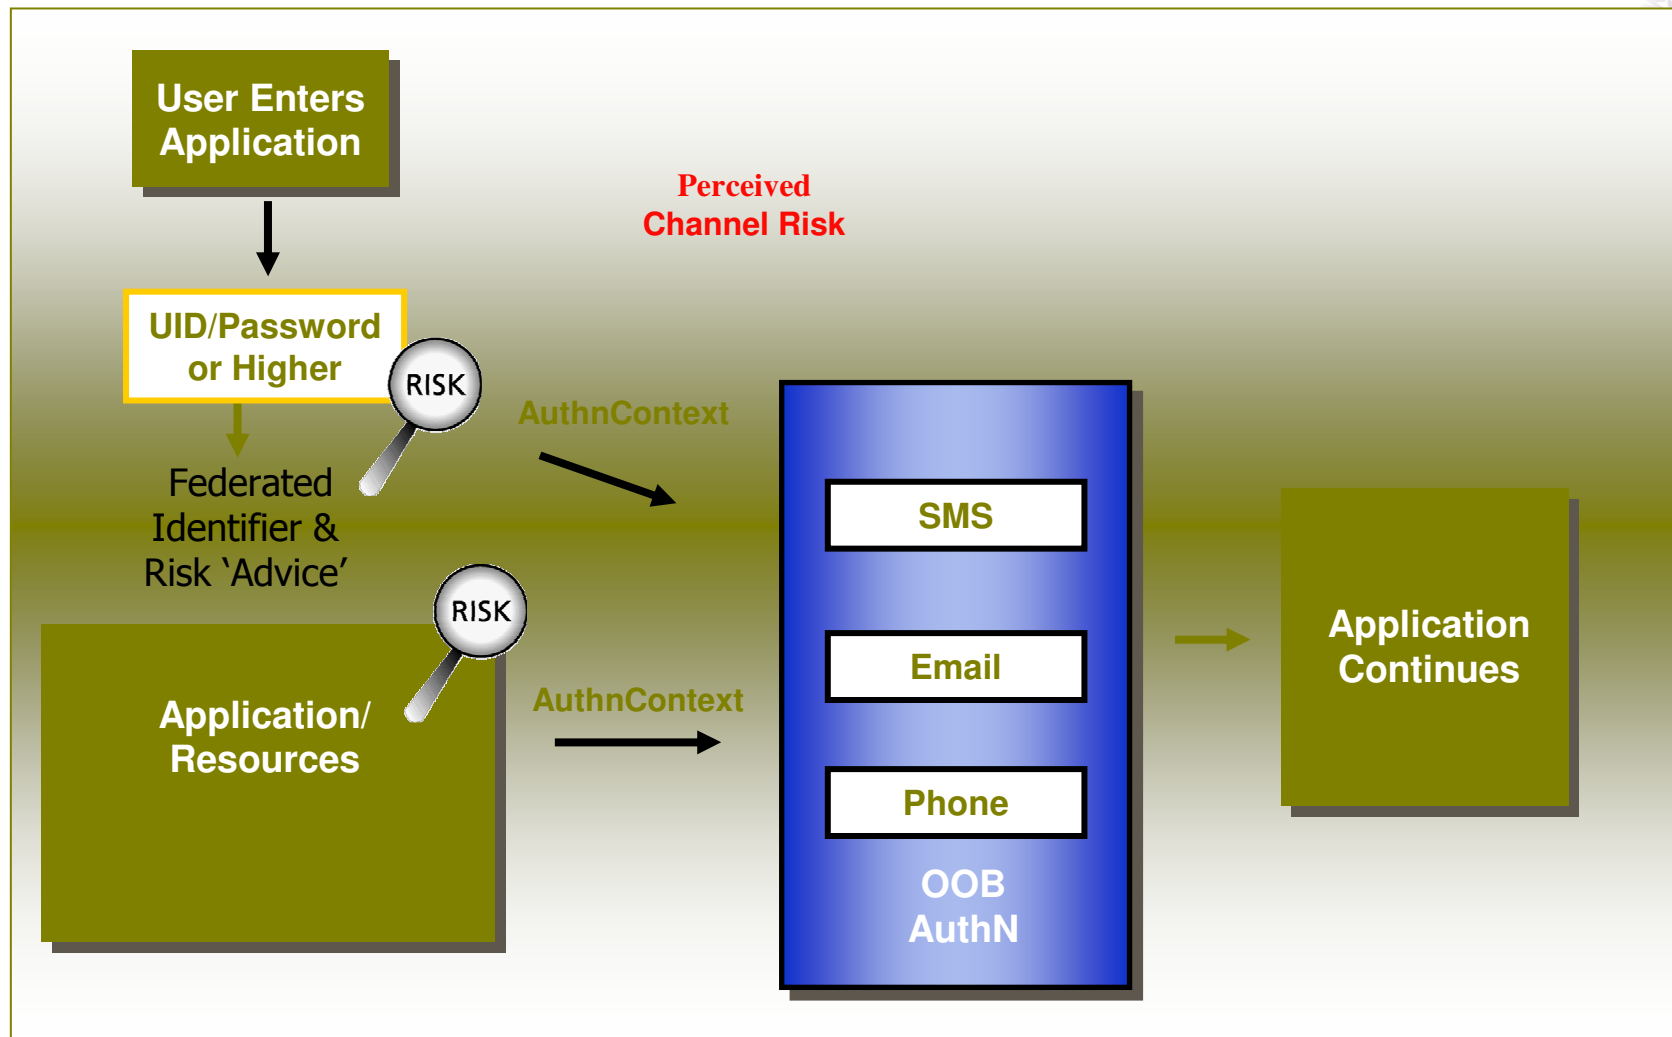 User Enters
Application
Perceived
Channel Risk
UID/Password
or Higher
RISK
AuthnContext
Federated
Identifier &
Risk ‘Advice’
SMS
RISK
Application/
Resources
AuthnContext
Email
Phone
OOB
AuthN
Application
Continues